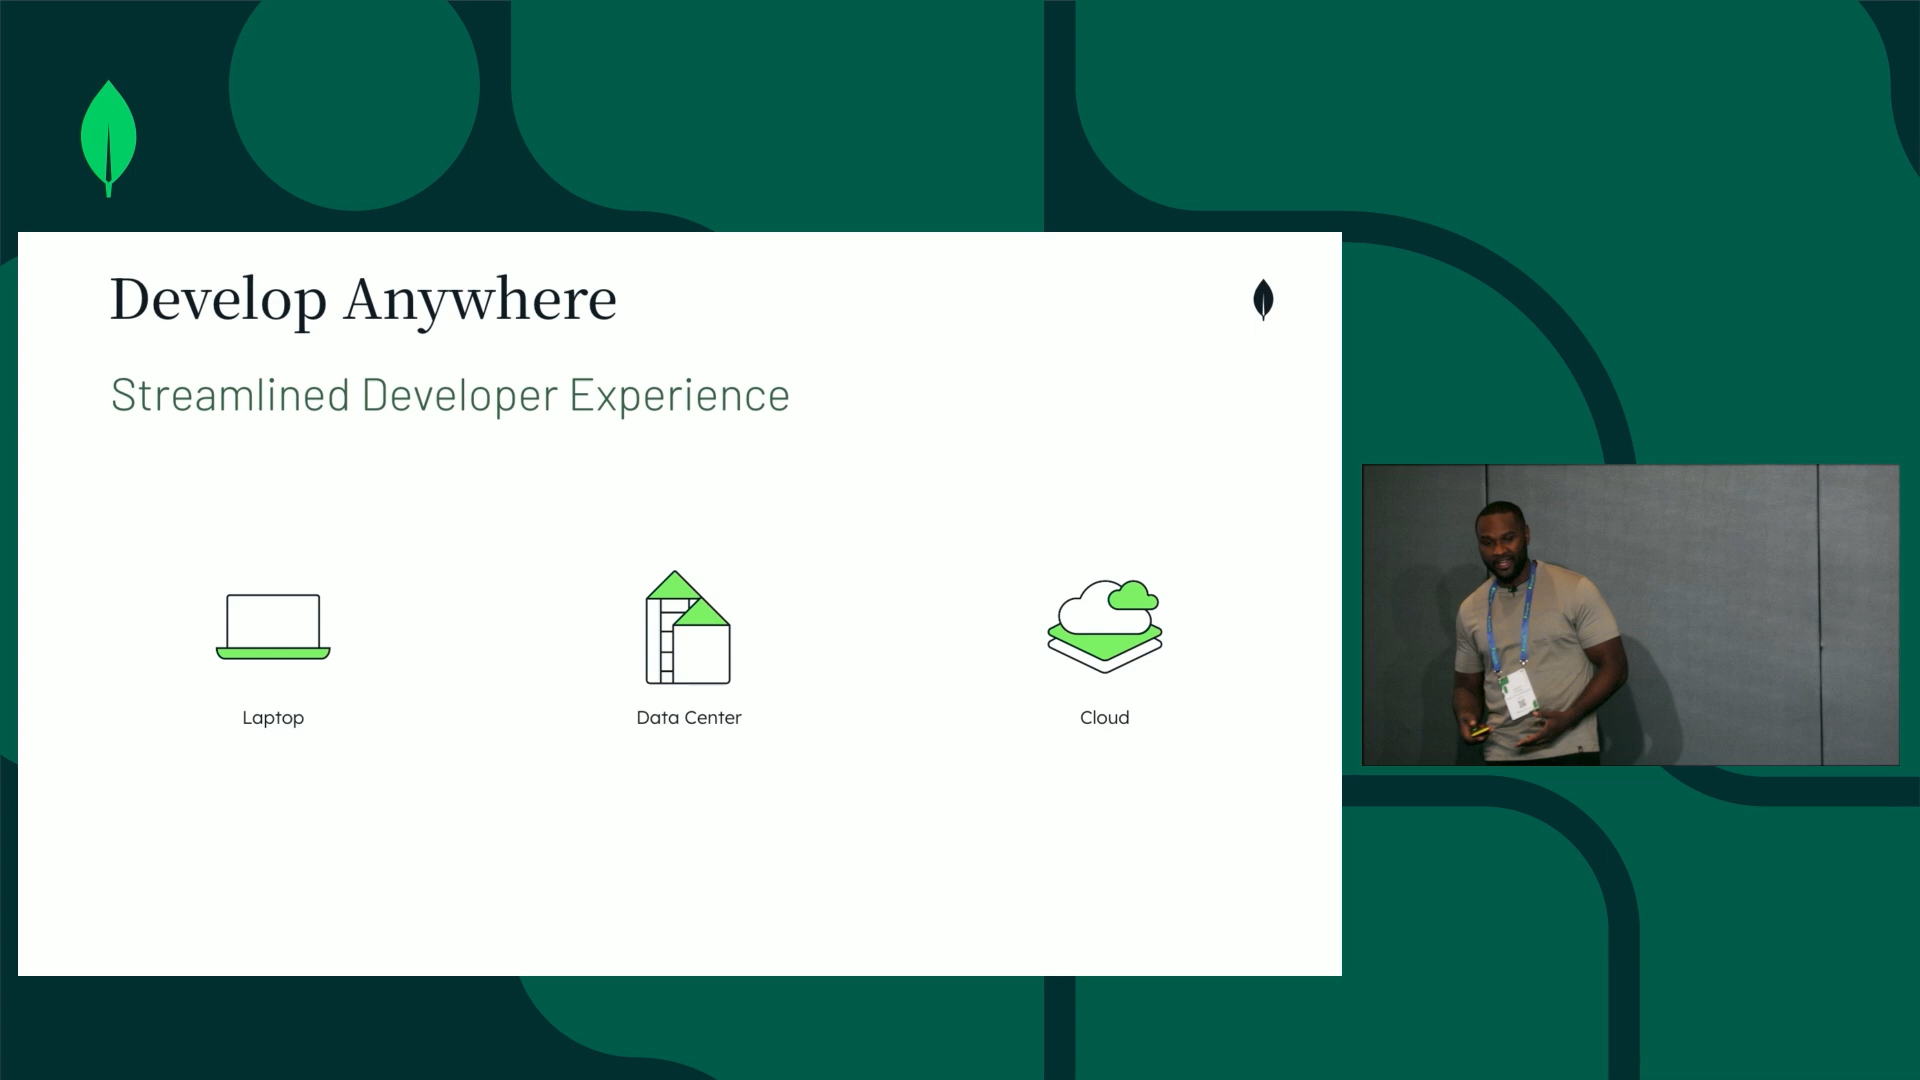 Develop Anywhere
Streamlined Developer Experience
Laptop
Data Center
Cloud